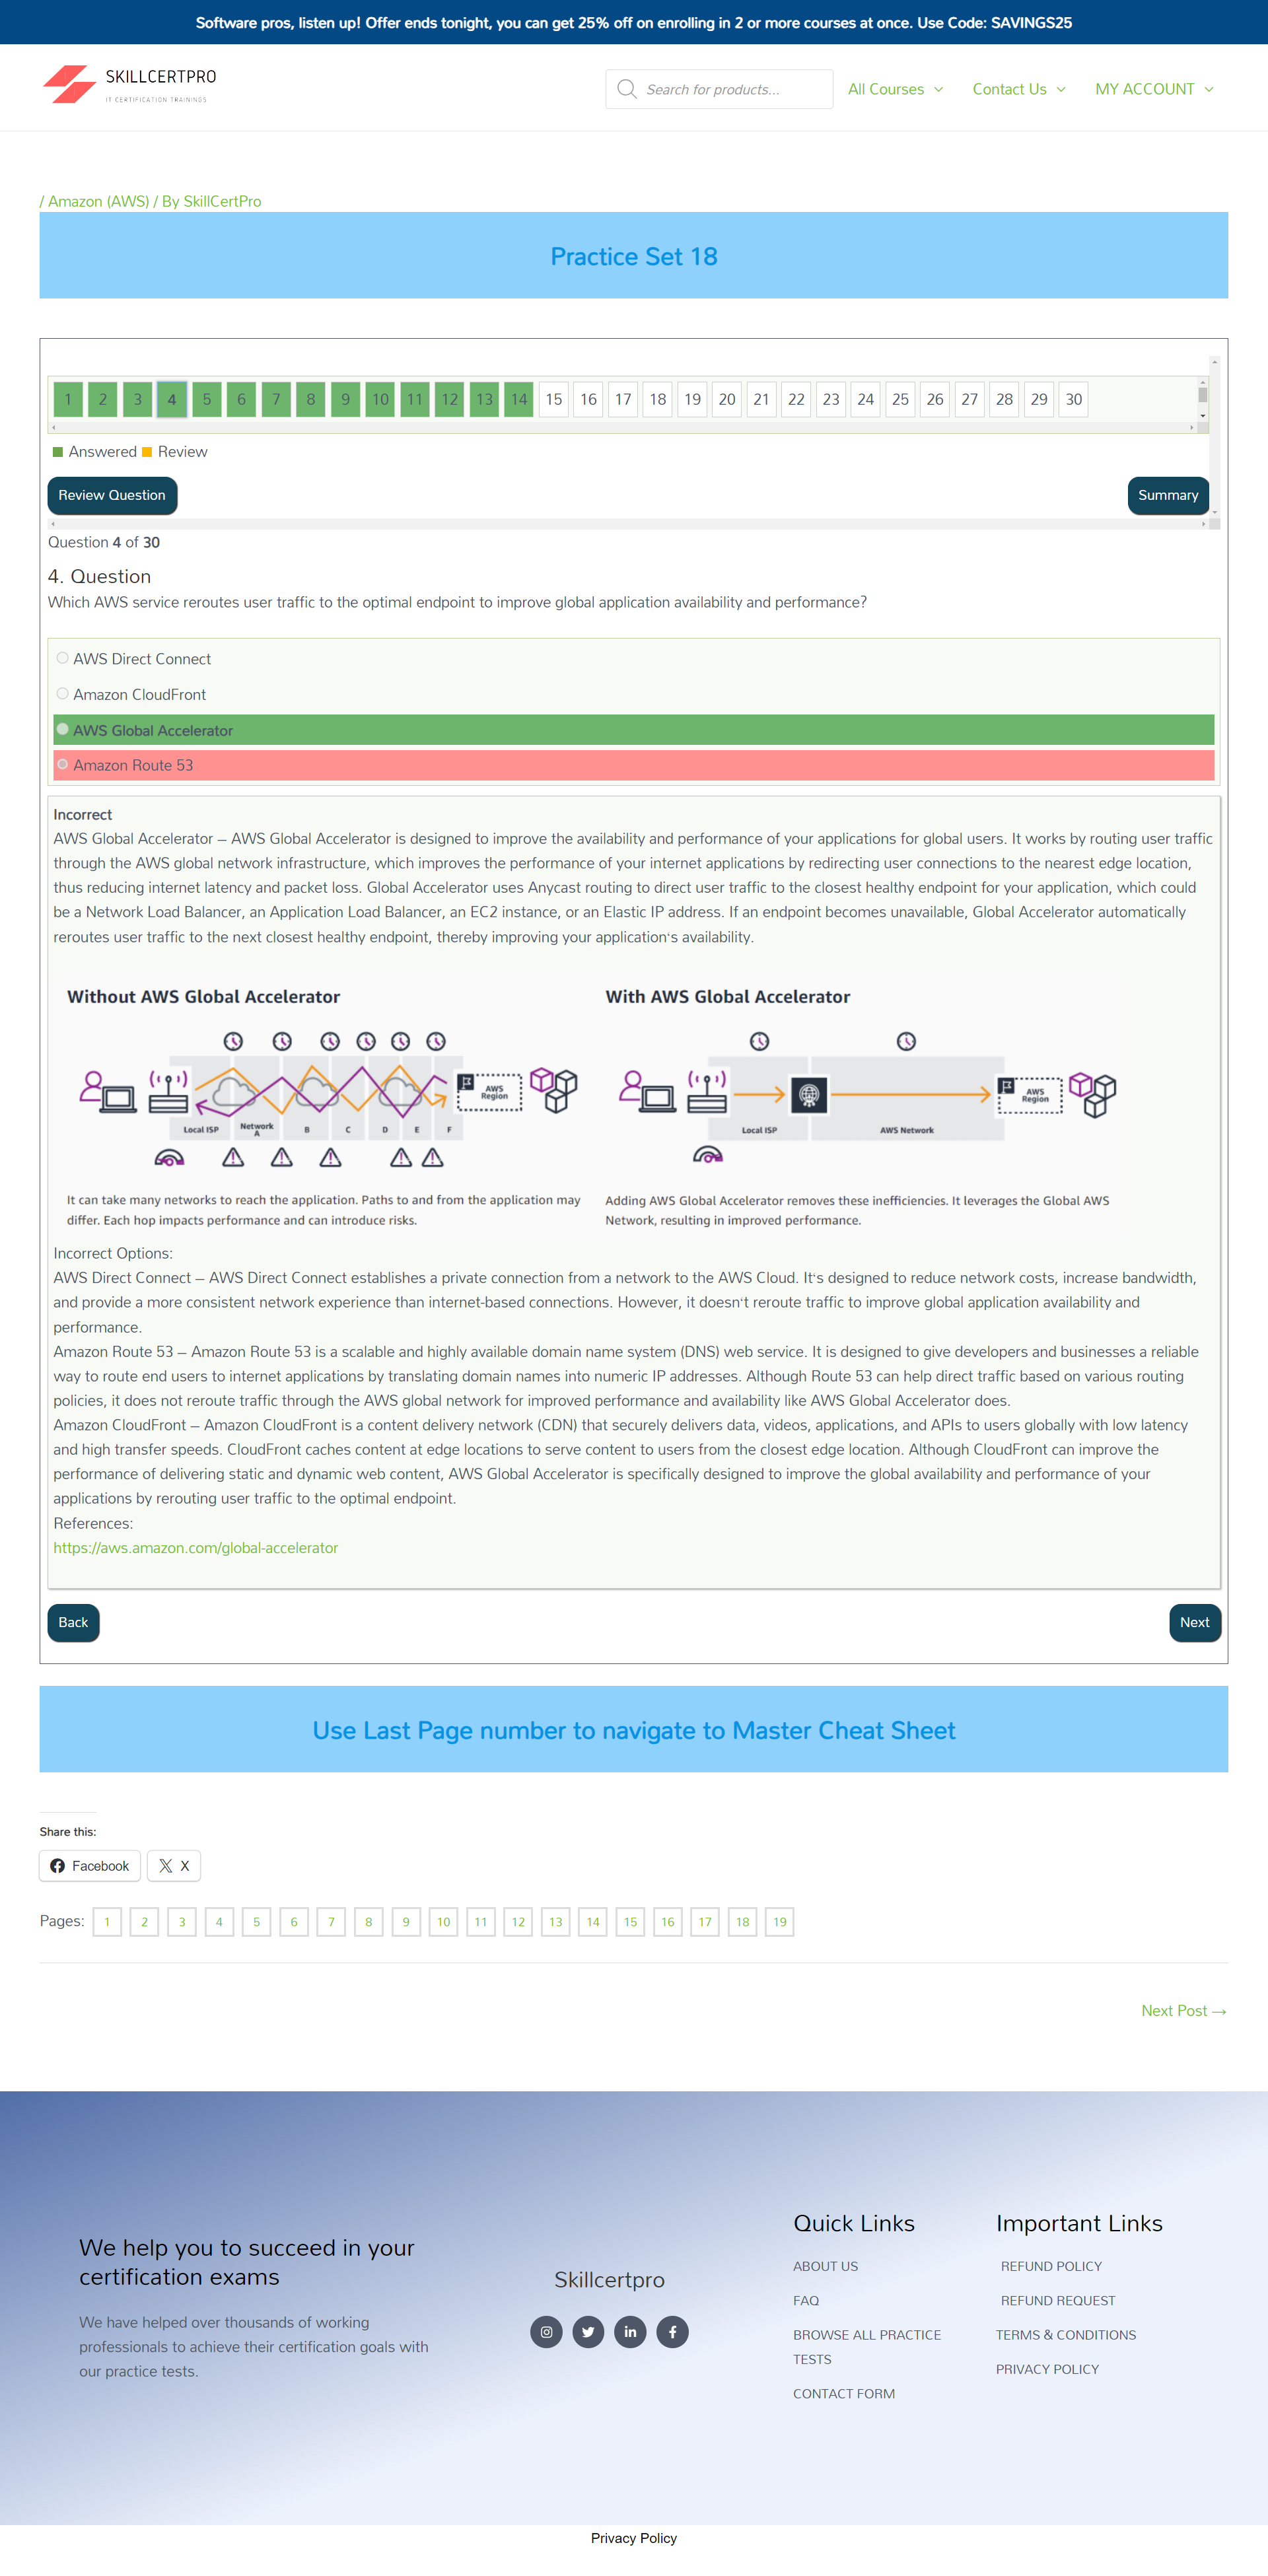 Software pros, listen up! Offer ends tonight, you can get 25% off on enrolling in 2 or more courses at once. Use Code: SAVINGS25
SKILLCERTPRO
IT CERTIFICATION TRAININGS
Search for products...
All Courses
Contact Us
MY ACCOUNT
/ Amazon (AWS) / By SkillCertPro
Practice Set 18
1 2 3 4 5 6 7 8 9 10 11 12 13 14 15 16 17 18 19 20 21 22 23 24 25 26 27 28 29 30
Answered Review
Review Question
Summary
Question 4 of 30
4. Question
Which AWS service reroutes user traffic to the optimal endpoint to improve global application availability and performance?
AWS Direct Connect
Amazon CloudFront
AWS Global Accelerator
Amazon Route 53
Incorrect
AWS Global Accelerator – AWS Global Accelerator is designed to improve the availability and performance of your applications for global users. It works by routing user traffic
through the AWS global network infrastructure, which improves the performance of your internet applications by redirecting user connections to the nearest edge location,
thus reducing internet latency and packet loss. Global Accelerator uses Anycast routing to direct user traffic to the closest healthy endpoint for your application, which could
be a Network Load Balancer, an Application Load Balancer, an EC2 instance, or an Elastic IP address. If an endpoint becomes unavailable, Global Accelerator automatically
reroutes user traffic to the next closest healthy endpoint, thereby improving your application‘s availability.
Without AWS Global Accelerator
AWS
Region
Local ISP
Network
A
B
C
D
E
F
It can take many networks to reach the application. Paths to and from the application may
differ. Each hop impacts performance and can introduce risks.
With AWS Global Accelerator
AWS
Region
Local ISP
AWS Network
Adding AWS Global Accelerator removes these inefficiencies. It leverages the Global AWS
Network, resulting in improved performance.
Incorrect Options:
AWS Direct Connect – AWS Direct Connect establishes a private connection from a network to the AWS Cloud. It‘s designed to reduce network costs, increase bandwidth,
and provide a more consistent network experience than internet-based connections. However, it doesn‘t reroute traffic to improve global application availability and
performance.
Amazon Route 53 – Amazon Route 53 is a scalable and highly available domain name system (DNS) web service. It is designed to give developers and businesses a reliable
way to route end users to internet applications by translating domain names into numeric IP addresses. Although Route 53 can help direct traffic based on various routing
policies, it does not reroute traffic through the AWS global network for improved performance and availability like AWS Global Accelerator does.
Amazon CloudFront – Amazon CloudFront is a content delivery network (CDN) that securely delivers data, videos, applications, and APIs to users globally with low latency
and high transfer speeds. CloudFront caches content at edge locations to serve content to users from the closest edge location. Although CloudFront can improve the
performance of delivering static and dynamic web content, AWS Global Accelerator is specifically designed to improve the global availability and performance of your
applications by rerouting user traffic to the optimal endpoint.
References:
https://aws.amazon.com/global-accelerator
Back
Next
Use Last Page number to navigate to Master Cheat Sheet
Share this:
Facebook
X
Pages: 1 2 3 4 5 6 7 8 9 10 11 12 13 14 15 16 17 18 19
Next Post →
We help you to succeed in your
certification exams
We have helped over thousands of working
professionals to achieve their certification goals with
our practice tests.
Skillcertpro
Quick Links
ABOUT US
FAQ
BROWSE ALL PRACTICE
TESTS
CONTACT FORM
Important Links
REFUND POLICY
REFUND REQUEST
TERMS & CONDITIONS
PRIVACY POLICY
Privacy Policy